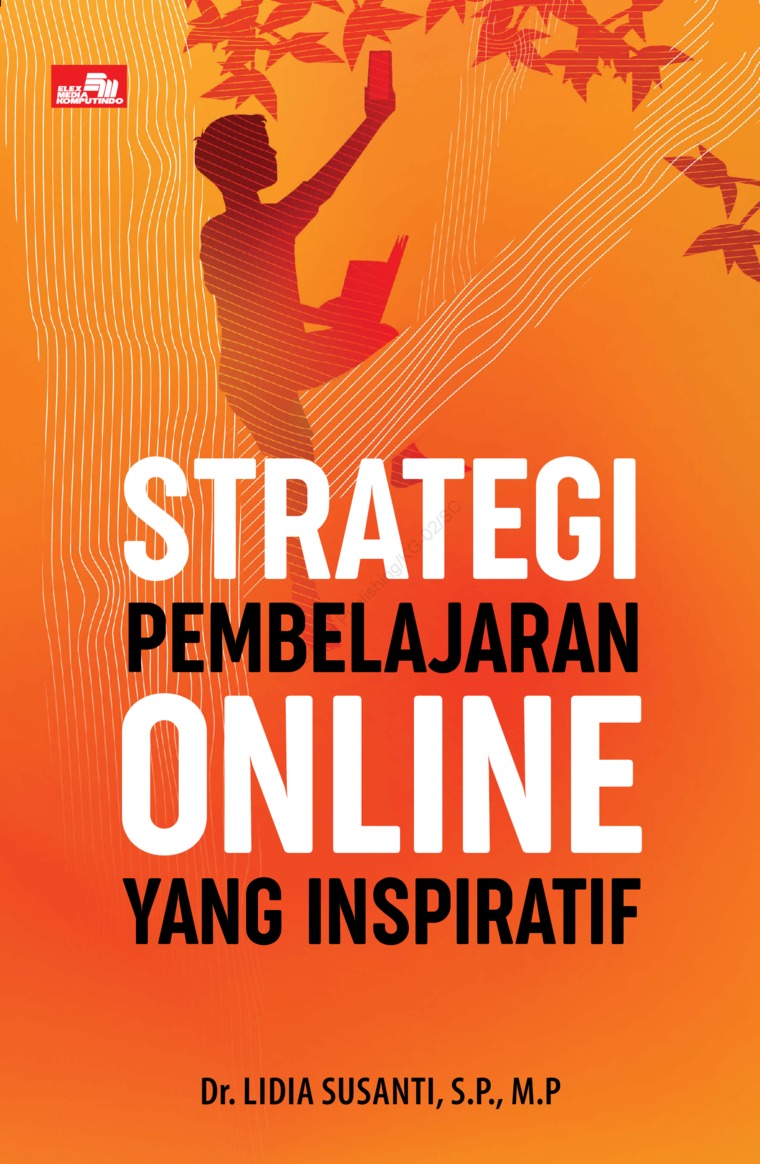 ELEX
MEDIA
KOMPUTINDO
STRATEGI
PEMBELAJARAN
ONLINE
YANG INSPIRATIF
Dr. LIDIA SUSANTI, S.P., M.P